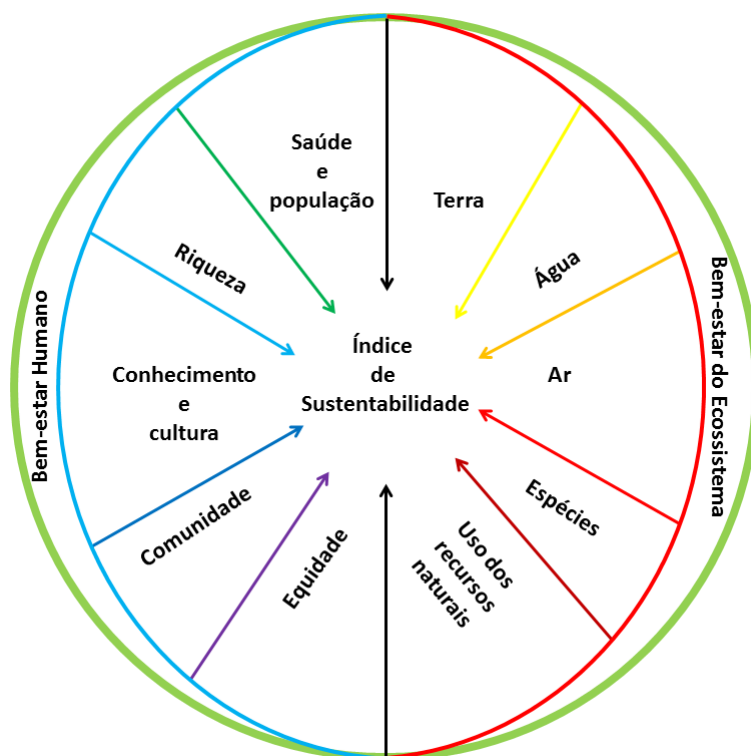 Saúde
e
população
Terra
Riqueza
Água
Bem-estar Humano
Bem-estar do Ecossistema
Índice
de
Sustentabilidade
Conhecimento
e
cultura
Ar
Comunidade
Espécies
Equidade
Uso dos
recursos
naturais